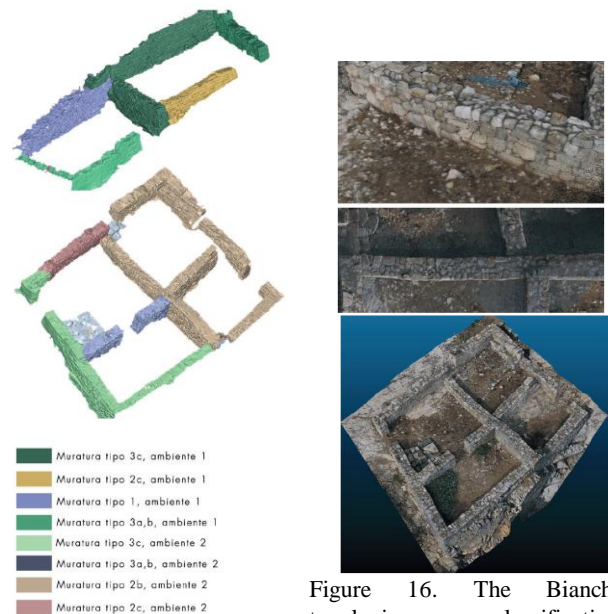 Muratura tipo 3c, ambiente 1
Muratura tipo 2c, ambiente 1
Muratura tipo 1, ambiente 1
Muratura tipo 3a,b, ambiente 1
Muratura tipo 3c, ambiente 2
Muratura tipo 3a,b, ambiente 2
Muratura tipo 2b, ambiente 2
Muratura tipo 2c, ambiente 2
Figure 16. The Bianch